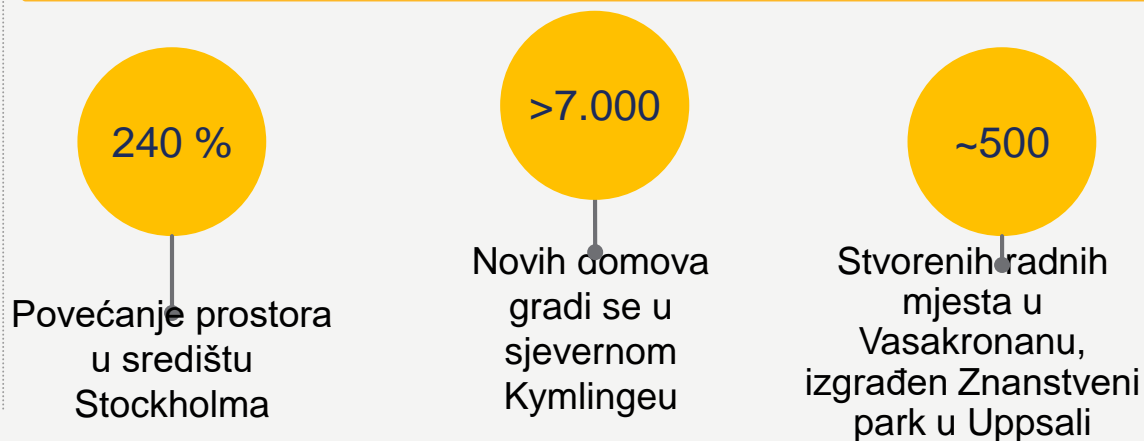 240 %
Povećanje prostora
u središtu
Stockholma
>7.000
Novih domova
gradi se u
sjevernom
Kymlingeu
~500
Stvorenih radnih
mjesta u
Vasakronanu,
izgrađen Znanstveni
park u Uppsali